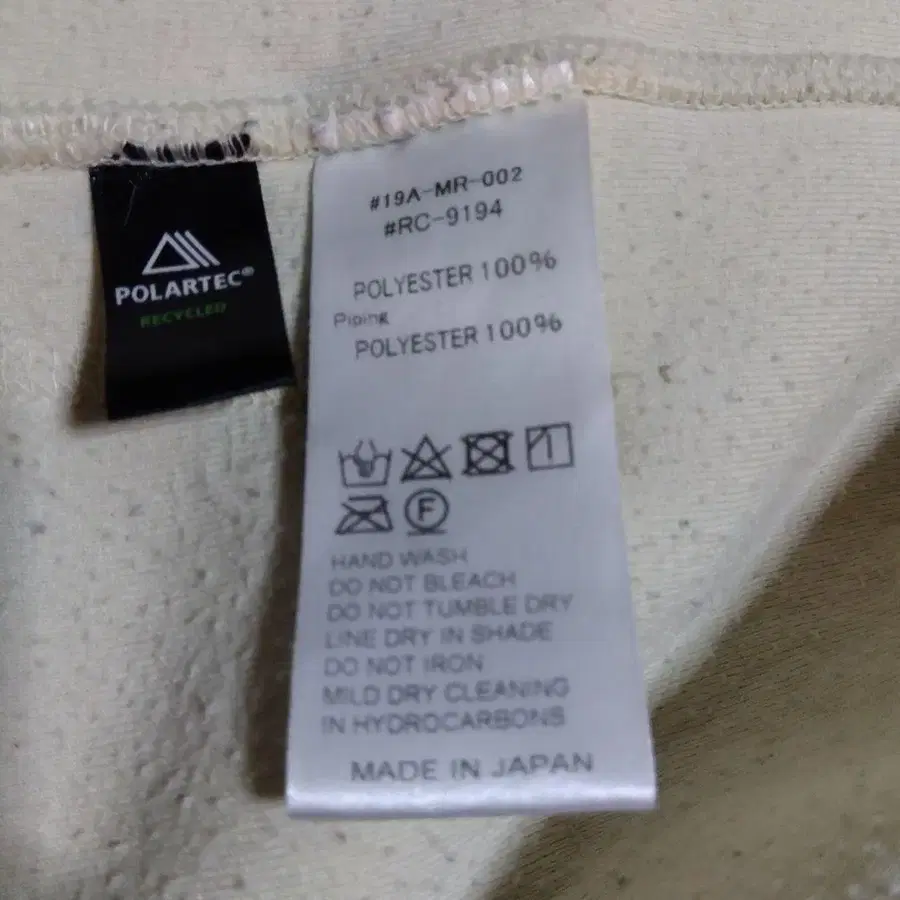 POLARTEC®
RECYCLED
#19A-MR-002
#RC-9194
POLYESTER 100%
Piping
POLYESTER 100%
F
HAND WASH
DO NOT BLEACH
DO NOT TUMBLE DRY
LINE DRY IN SHADE
DO NOT IRON
MILD DRY CLEANING
IN HYDROCARBONS
MADE IN JAPAN